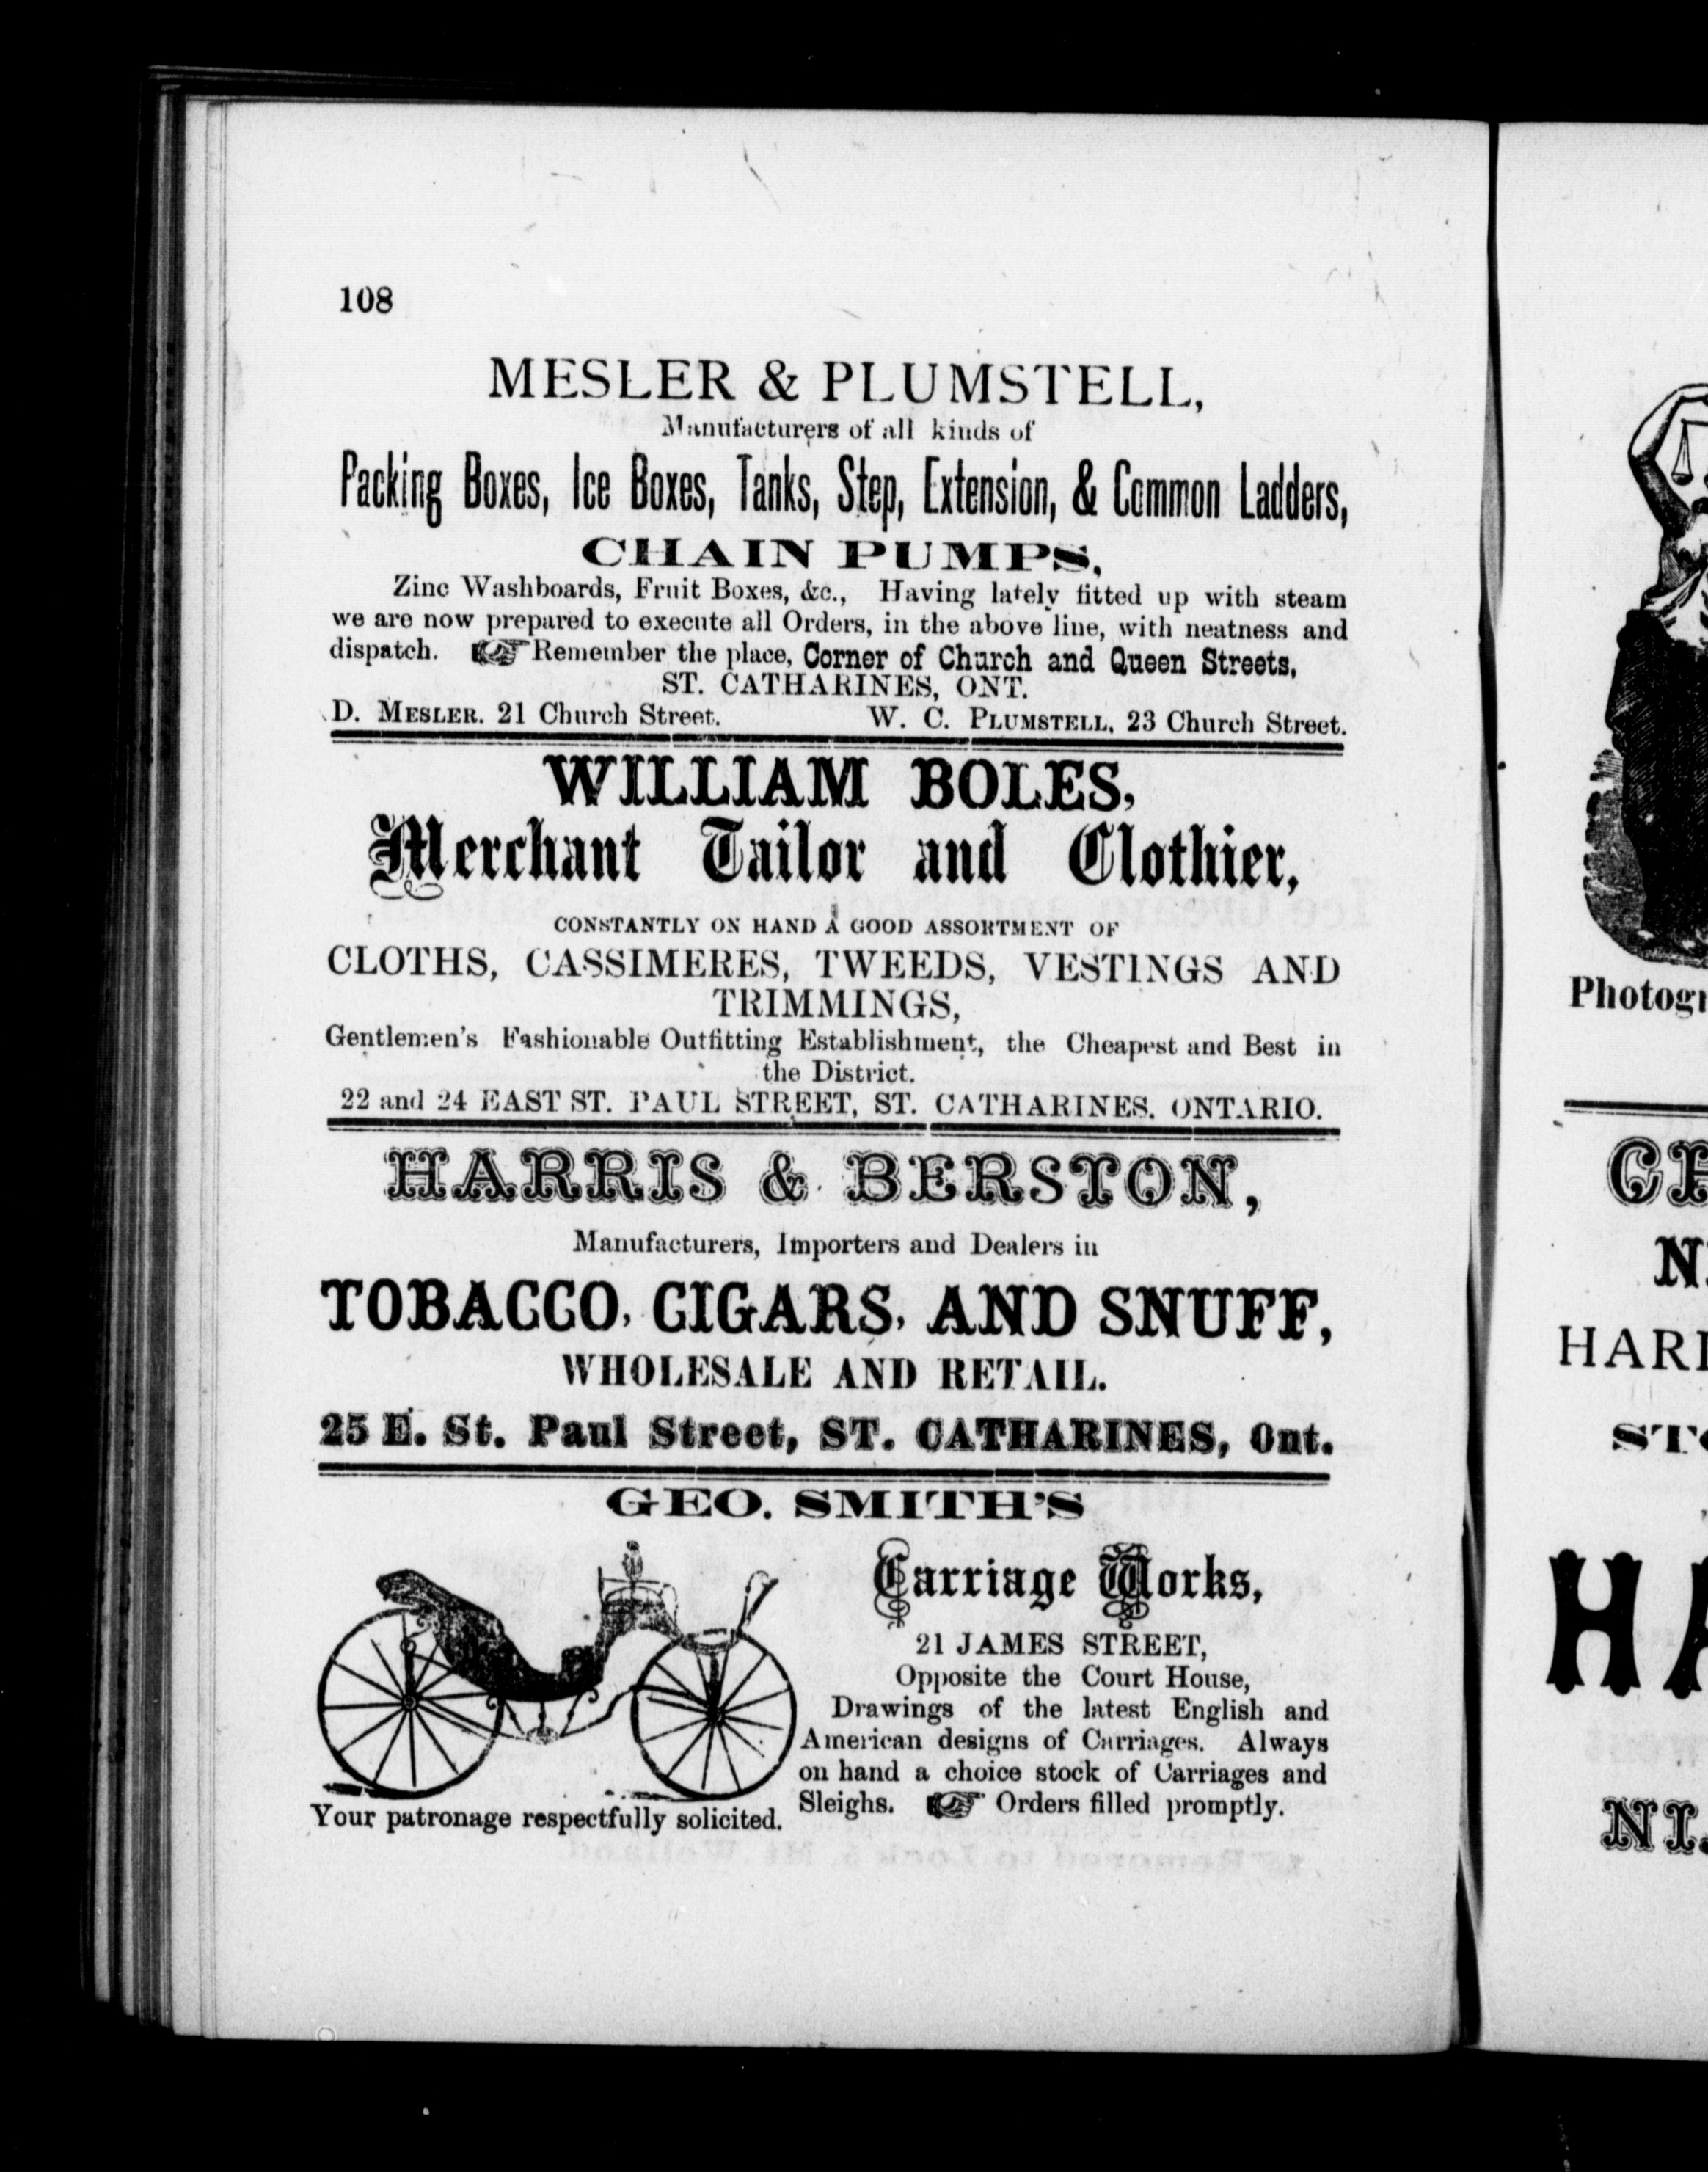 108
MESLER & PLUMSTELL,
Manufacturers of all kinds of
Packing Boxes, Ice Boxes, Tanks, Step, Extension, & Common Ladders,
CHAIN PUMPS,
Zinc Washboards, Fruit Boxes, &c., Having lately fitted up with steam
we are now prepared to execute all Orders, in the above line, with neatness and
dispatch. ☞ Remember the place, Corner of Church and Queen Streets,
ST. CATHARINES, ONT.
D. MESLER. 21 Church Street. W. C. PLUMSTELL, 23 Church Street.
WILLIAM BOLES,
Merchant Tailor and Clothier,
CONSTANTLY ON HAND A GOOD ASSORTMENT OF
CLOTHS, CASSIMERES, TWEEDS, VESTINGS AND
TRIMMINGS,
Gentlemen's Fashionable Outfitting Establishment, the Cheapest and Best in
the District.
22 and 24 EAST ST. PAUL STREET, ST. CATHARINES. ONTARIO.
HARRIS & BERSTON,
Manufacturers, Importers and Dealers in
TOBACCO, CIGARS, AND SNUFF,
WHOLESALE AND RETAIL.
25 E. St. Paul Street, ST. CATHARINES, Ont.
GEO. SMITH'S
Carriage Works,
21 JAMES STREET,
Opposite the Court House,
Drawings of the latest English and
American designs of Carriages. Always
on hand a choice stock of Carriages and
Sleighs. ☞ Orders filled promptly.
Your patronage respectfully solicited.